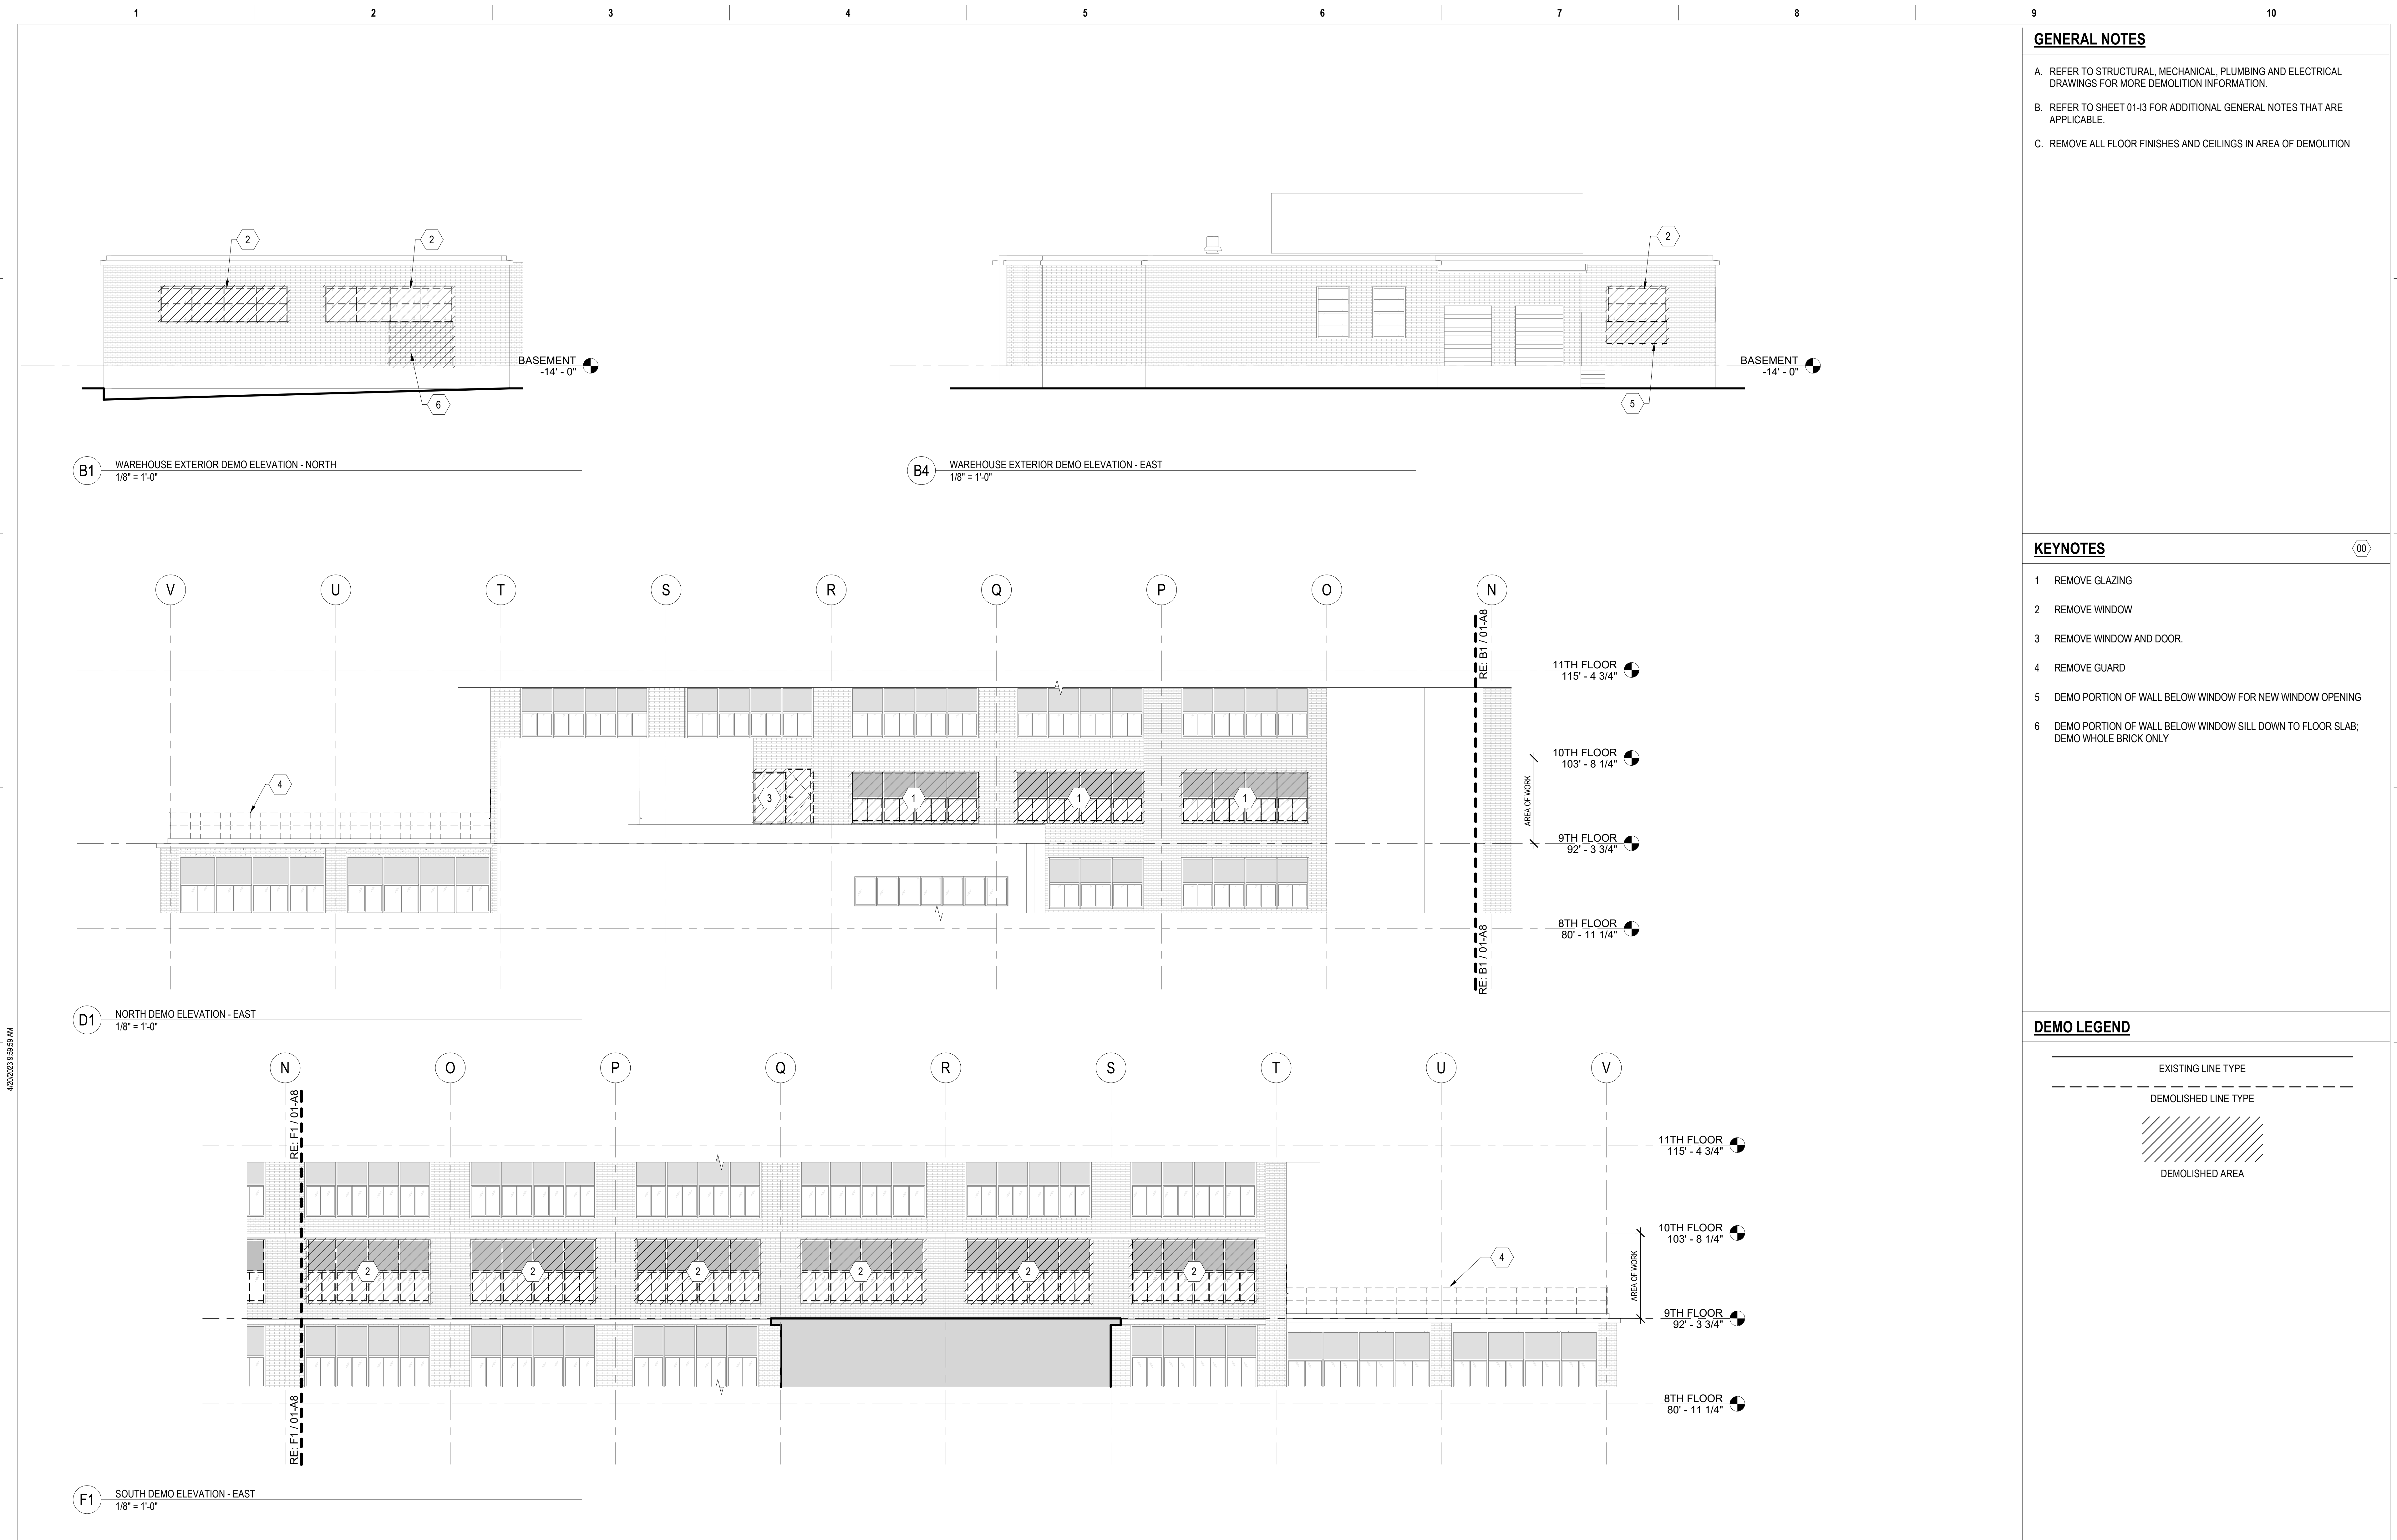 1 2 3 4 5 6 7 8 9 10
GENERAL NOTES
A. REFER TO STRUCTURAL, MECHANICAL, PLUMBING AND ELECTRICAL
DRAWINGS FOR MORE DEMOLITION INFORMATION.
B. REFER TO SHEET 01-I3 FOR ADDITIONAL GENERAL NOTES THAT ARE
APPLICABLE.
C. REMOVE ALL FLOOR FINISHES AND CEILINGS IN AREA OF DEMOLITION
2 2
BASEMENT
-14' - 0"
6
B1 WAREHOUSE EXTERIOR DEMO ELEVATION - NORTH
1/8" = 1'-0"
2
BASEMENT
-14' - 0"
5
B4 WAREHOUSE EXTERIOR DEMO ELEVATION - EAST
1/8" = 1'-0"
KEYNOTES 00
1 REMOVE GLAZING
2 REMOVE WINDOW
3 REMOVE WINDOW AND DOOR.
4 REMOVE GUARD
5 DEMO PORTION OF WALL BELOW WINDOW FOR NEW WINDOW OPENING
6 DEMO PORTION OF WALL BELOW WINDOW SILL DOWN TO FLOOR SLAB;
DEMO WHOLE BRICK ONLY
V U T S R Q P O N
RE: B1 / 01-A8
11TH FLOOR
115' - 4 3/4"
10TH FLOOR
103' - 8 1/4"
4
3 1 1 1
AREA OF WORK
9TH FLOOR
92' - 3 3/4"
8TH FLOOR
80' - 11 1/4"
RE: B1 / 01-A8
D1 NORTH DEMO ELEVATION - EAST
1/8" = 1'-0"
DEMO LEGEND
EXISTING LINE TYPE
DEMOLISHED LINE TYPE
DEMOLISHED AREA
4/20/2023 9:59:59 AM
N O P Q R S T U V
RE: F1 / 01-A8
11TH FLOOR
115' - 4 3/4"
10TH FLOOR
103' - 8 1/4"
2 2 2 2 2 2
4
AREA OF WORK
9TH FLOOR
92' - 3 3/4"
8TH FLOOR
80' - 11 1/4"
RE: F1 / 01-A8
F1 SOUTH DEMO ELEVATION - EAST
1/8" = 1'-0"